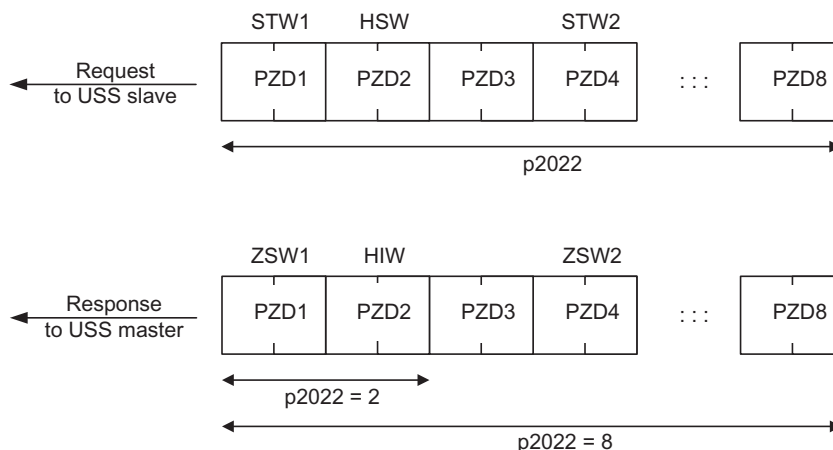 STW1 HSW STW2
Request
to USS slave
PZD1 PZD2 PZD3 PZD4 : : : PZD8
p2022
ZSW1 HIW ZSW2
Response
to USS master
PZD1 PZD2 PZD3 PZD4 : : : PZD8
p2022 = 2
p2022 = 8